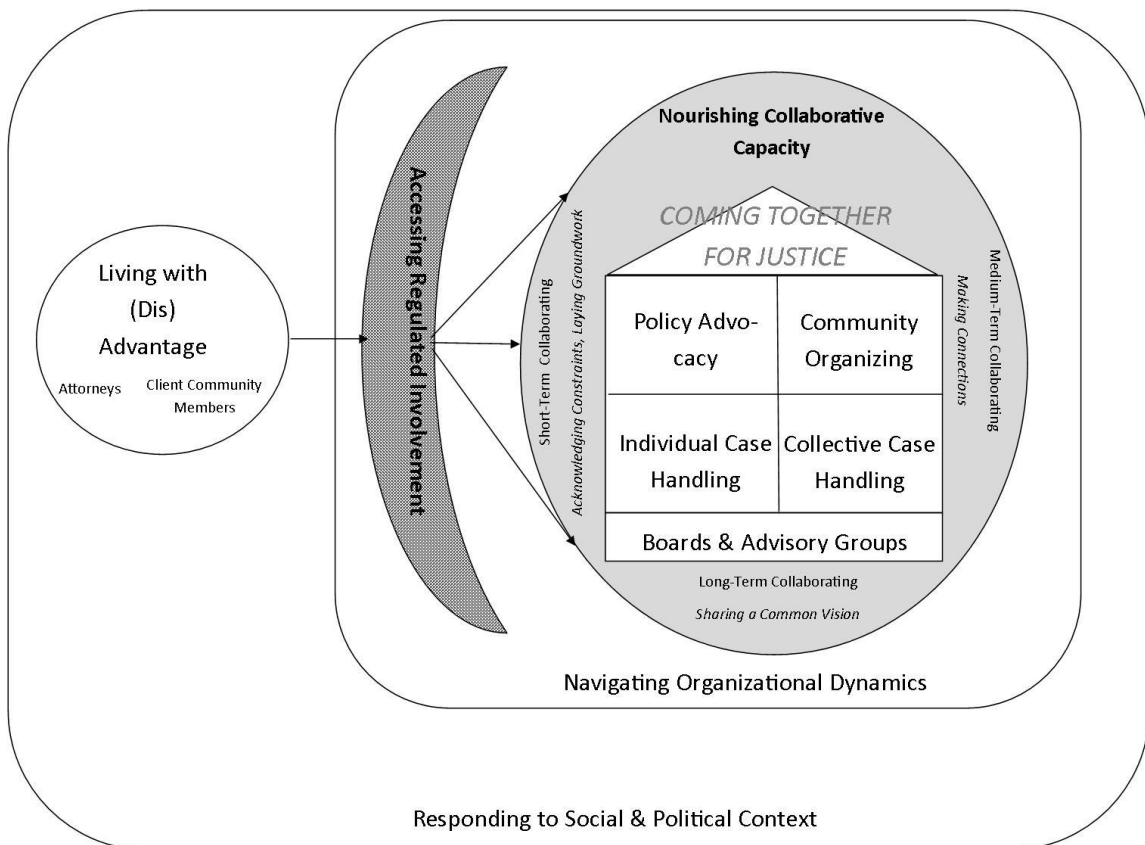 Living with
(Dis)
Advantage
Attorneys
Client Community
Members
Accessing Regulated Involvement
Nourishing Collaborative
Capacity
COMING TOGETHER
FOR JUSTICE
Short-Term Collaborating
Acknowledging Constraints, Laying Groundwork
Policy Advo-
cacy
Community
Organizing
Individual Case
Handling
Collective Case
Handling
Boards & Advisory Groups
Medium-Term Collaborating
Making Connections
Long-Term Collaborating
Sharing a Common Vision
Navigating Organizational Dynamics
Responding to Social & Political Context